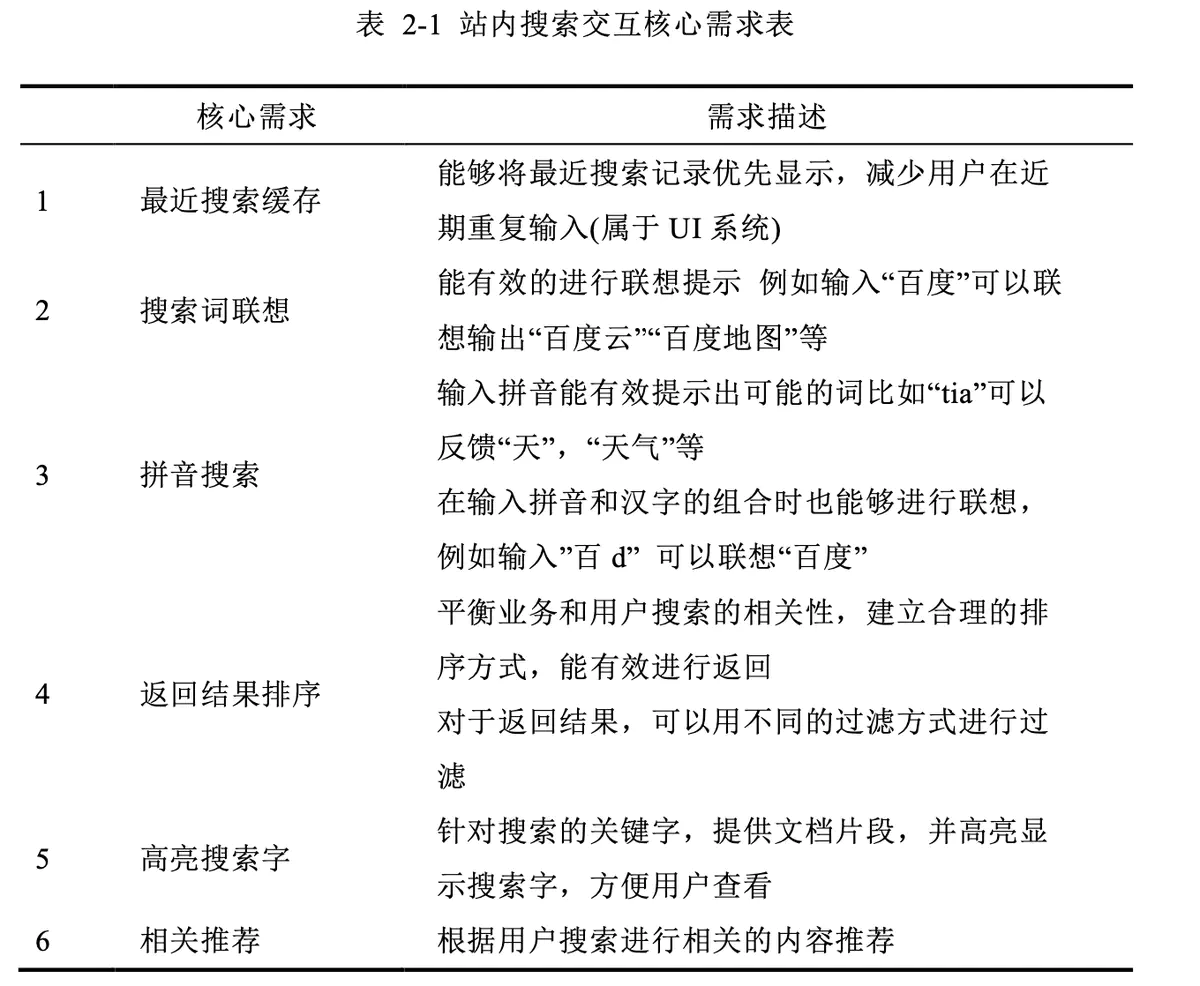 表 2-1 站内搜索交互核心需求表
核心需求 需求描述
1 最近搜索缓存 能够将最近搜索记录优先显示，减少用户在近
期重复输入(属于 UI 系统)
2 搜索词联想 能有效的进行联想提示 例如输入“百度”可以联
想输出“百度云”“百度地图”等
3 拼音搜索 输入拼音能有效提示出可能的词比如“tia”可以
反馈“天”，“天气”等
在输入拼音和汉字的组合时也能够进行联想，
例如输入”百 d” 可以联想“百度”
4 返回结果排序 平衡业务和用户搜索的相关性，建立合理的排
序方式，能有效进行返回
对于返回结果，可以用不同的过滤方式进行过
滤
5 高亮搜索字 针对搜索的关键字，提供文档片段，并高亮显
示搜索字，方便用户查看
6 相关推荐 根据用户搜索进行相关的内容推荐